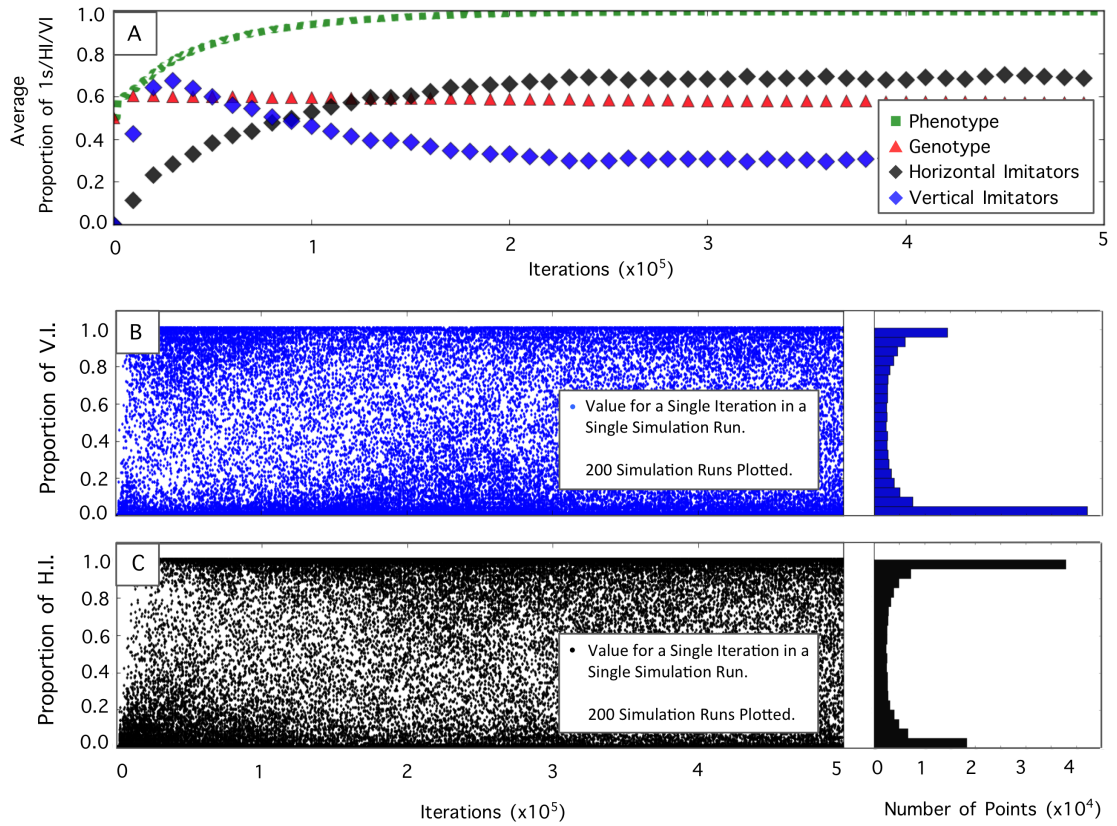 A
Average
Proportion of 1s/HI/VI
1.0
0.8
0.6
0.4
0.2
0.0
Phenotype
Genotype
Horizontal Imitators
Vertical Imitators
0 1 2 3 4 5
Iterations (x10⁵)
B
Proportion of V.I.
1.0
0.8
0.6
0.4
0.2
0.0
Value for a Single Iteration in a
Single Simulation Run.
200 Simulation Runs Plotted.
C
Proportion of H.I.
1.0
0.8
0.6
0.4
0.2
0.0
Value for a Single Iteration in a
Single Simulation Run.
200 Simulation Runs Plotted.
0 1 2 3 4 5
Iterations (x10⁵)
0 1 2 3 4
Number of Points (x10⁴)